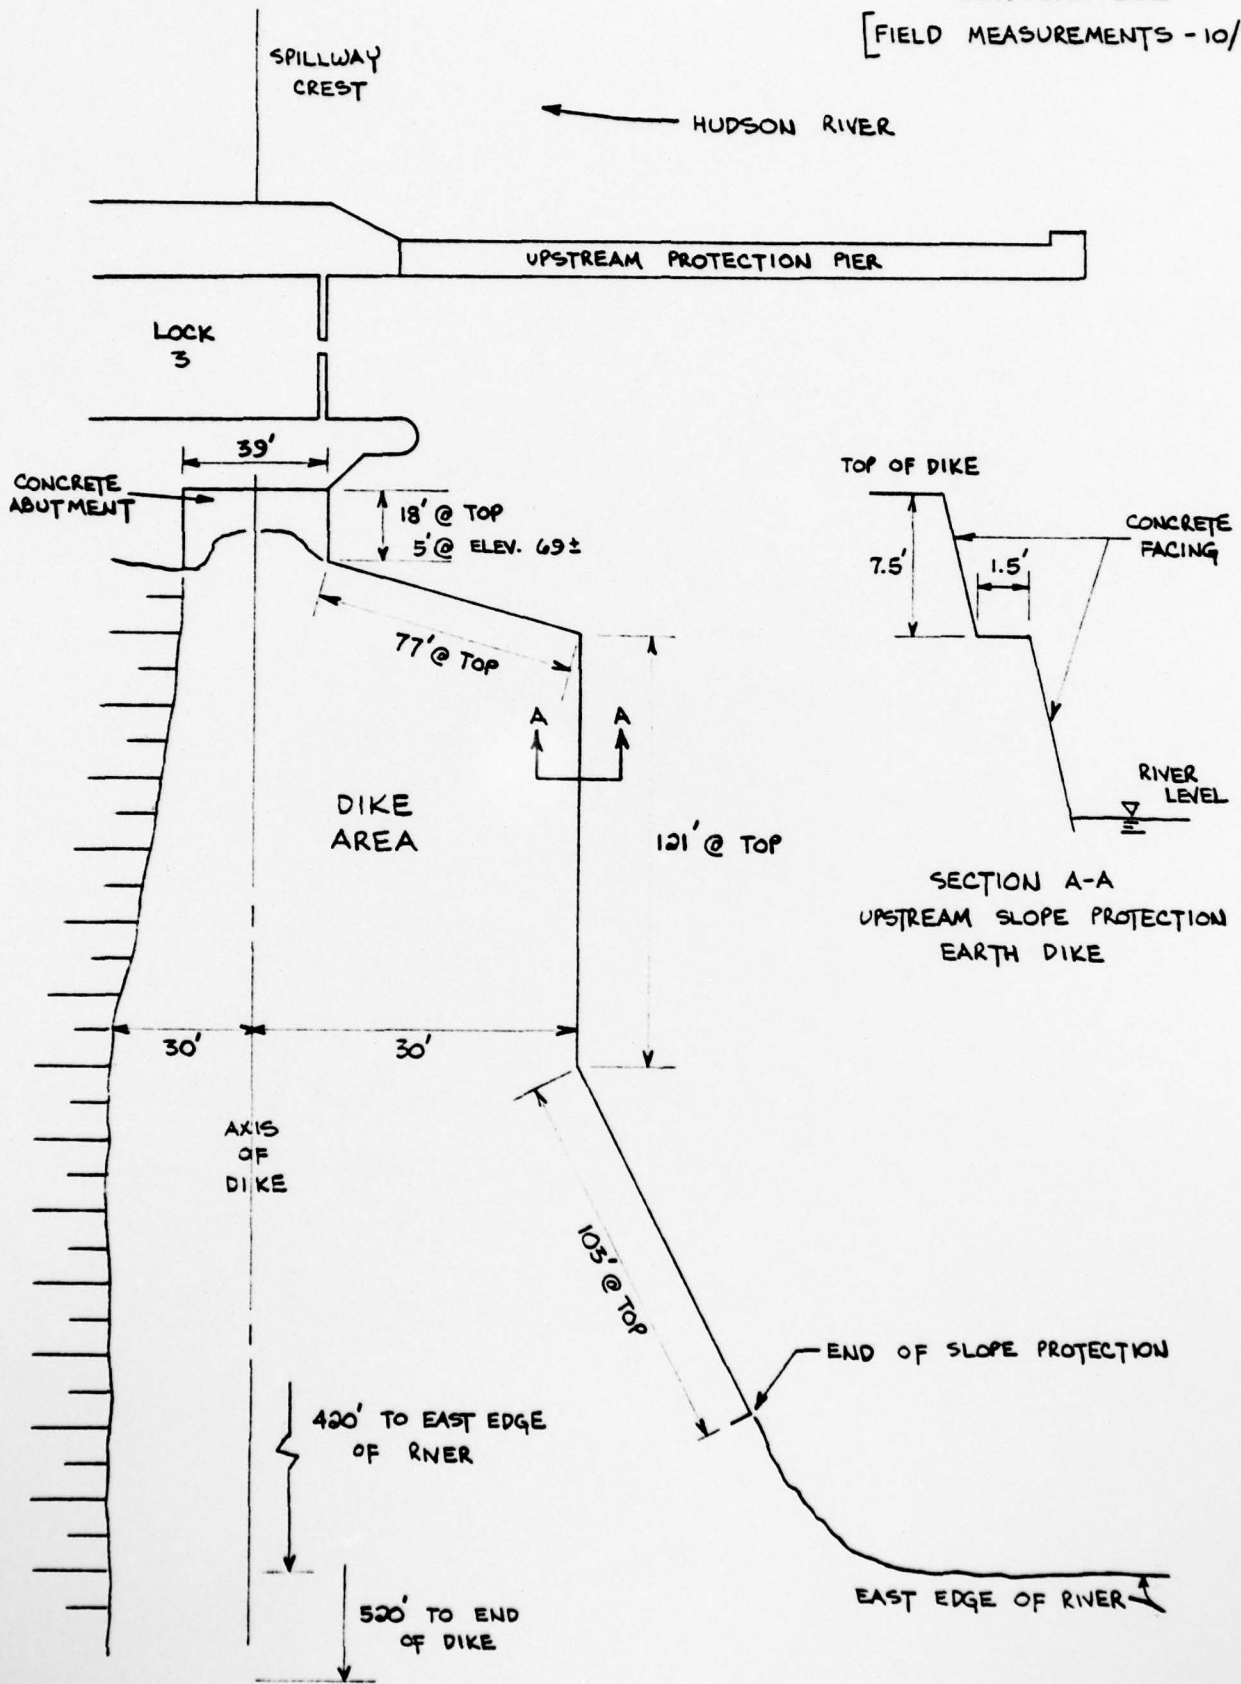 [FIELD MEASUREMENTS - 10/
SPILLWAY
CREST
HUDSON RIVER
UPSTREAM PROTECTION PIER
LOCK
3
39'
CONCRETE
ABUTMENT
18' @ TOP
5' @ ELEV. 69±
77' @ TOP
A A
DIKE
AREA
121' @ TOP
30' 30'
AXIS
OF
DIKE
103' @ TOP
END OF SLOPE PROTECTION
420' TO EAST EDGE
OF RIVER
520' TO END
OF DIKE
EAST EDGE OF RIVER
TOP OF DIKE
CONCRETE
FACING
7.5'
1.5'
RIVER
LEVEL
SECTION A-A
UPSTREAM SLOPE PROTECTION
EARTH DIKE